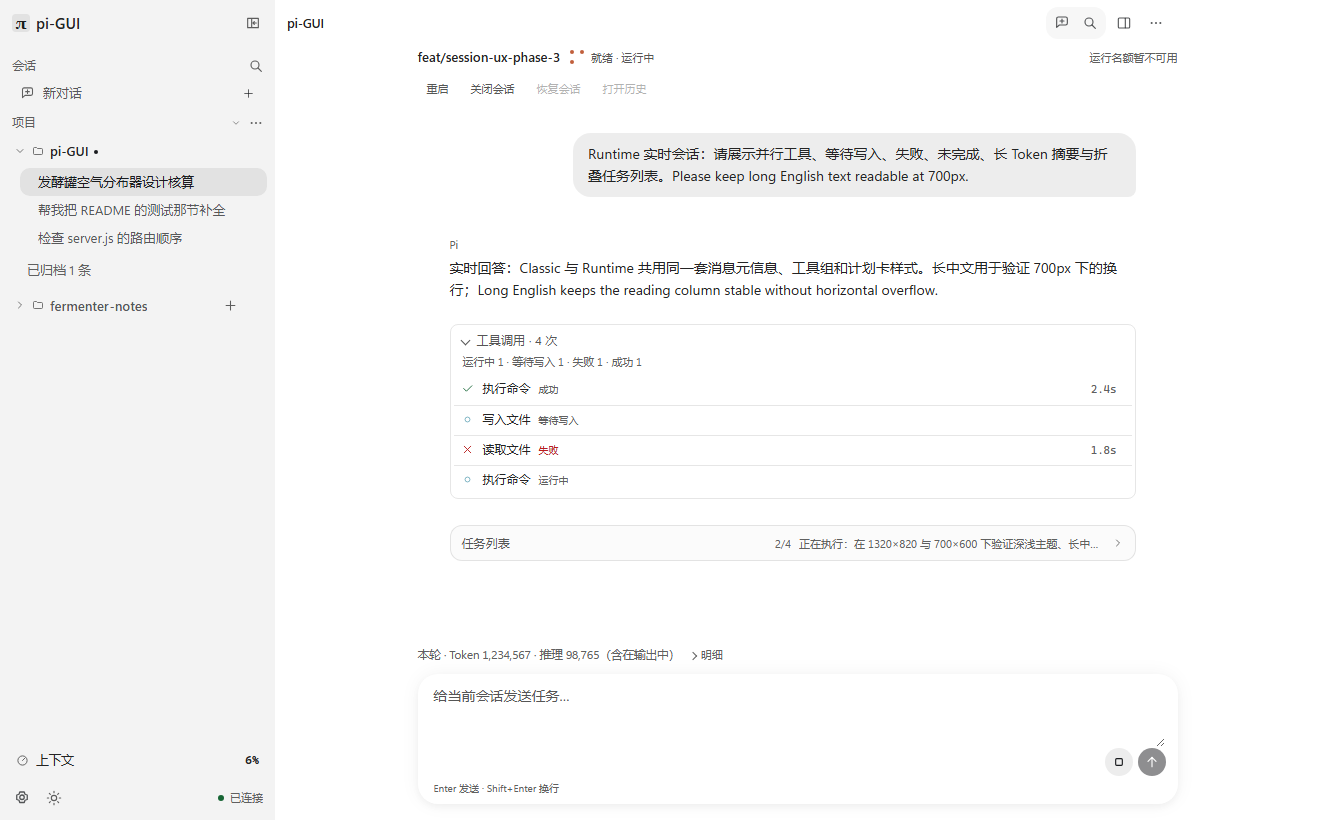 π pi-GUI
会话
新对话
项目
pi-GUI
发酵罐空气分布器设计核算
帮我把 README 的测试那节补全
检查 server.js 的路由顺序
已归档 1 条
fermenter-notes
上下文 6%
已连接
pi-GUI
feat/session-ux-phase-3 就绪 · 运行中 运行名额暂不可用
重启 关闭会话 恢复会话 打开历史
Runtime 实时会话：请展示并行工具、等待写入、失败、未完成、长 Token 摘要与折
叠任务列表。Please keep long English text readable at 700px.
Pi
实时回答：Classic 与 Runtime 共用同一套消息元信息、工具组和计划卡样式。长中文用于验证 700px 下的换
行；Long English keeps the reading column stable without horizontal overflow.
工具调用 · 4 次
运行中 1 · 等待写入 1 · 失败 1 · 成功 1
执行命令 成功 2.4s
写入文件 等待写入
读取文件 失败 1.8s
执行命令 运行中
任务列表 2/4 正在执行：在 1320×820 与 700×600 下验证深浅主题、长中…
本轮 · Token 1,234,567 · 推理 98,765（含在输出中） 明细
给当前会话发送任务…
Enter 发送 · Shift+Enter 换行